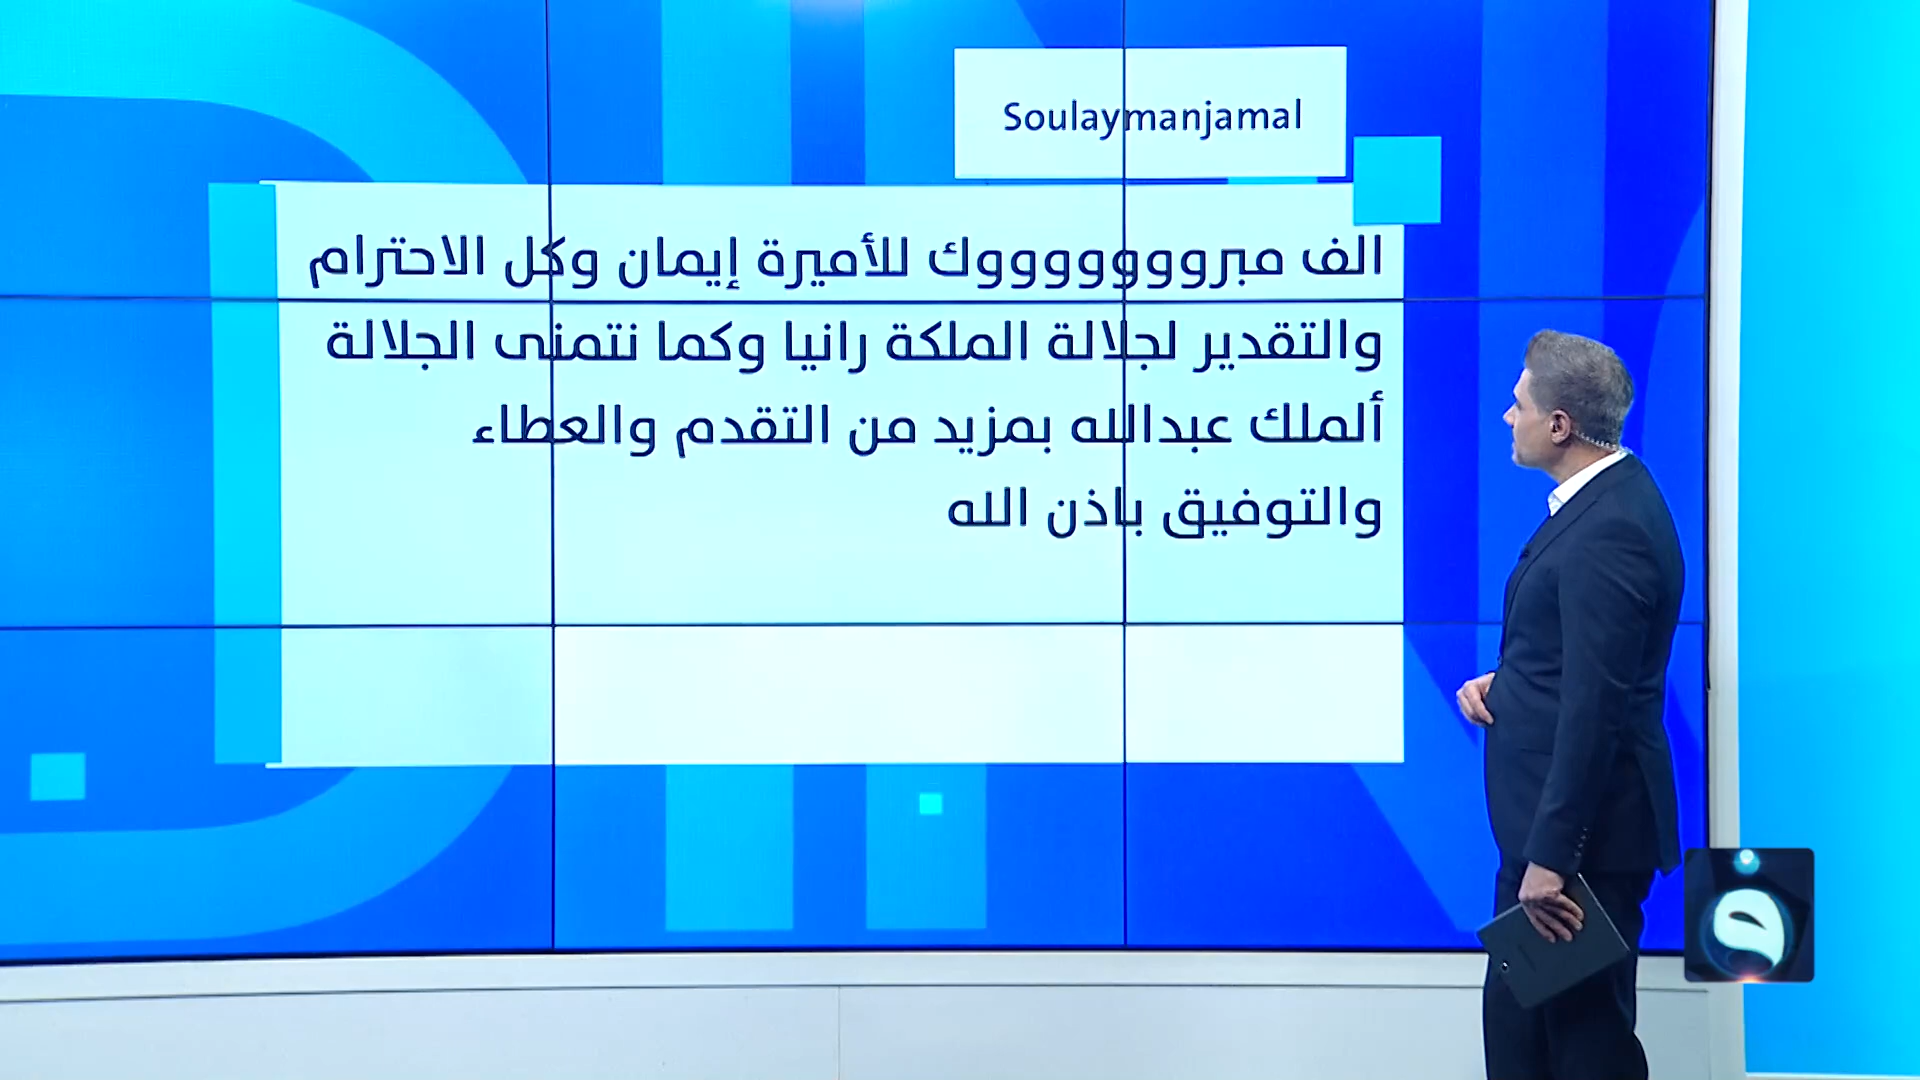 Soulaymanjamal
الف مبرووووووووك للأميرة إيمان وكل الاحترام
والتقدير لجلالة الملكة رانيا وكما نتمنى الجلالة
ألملك عبدالله بمزيد من التقدم والعطاء
والتوفيق باذن الله